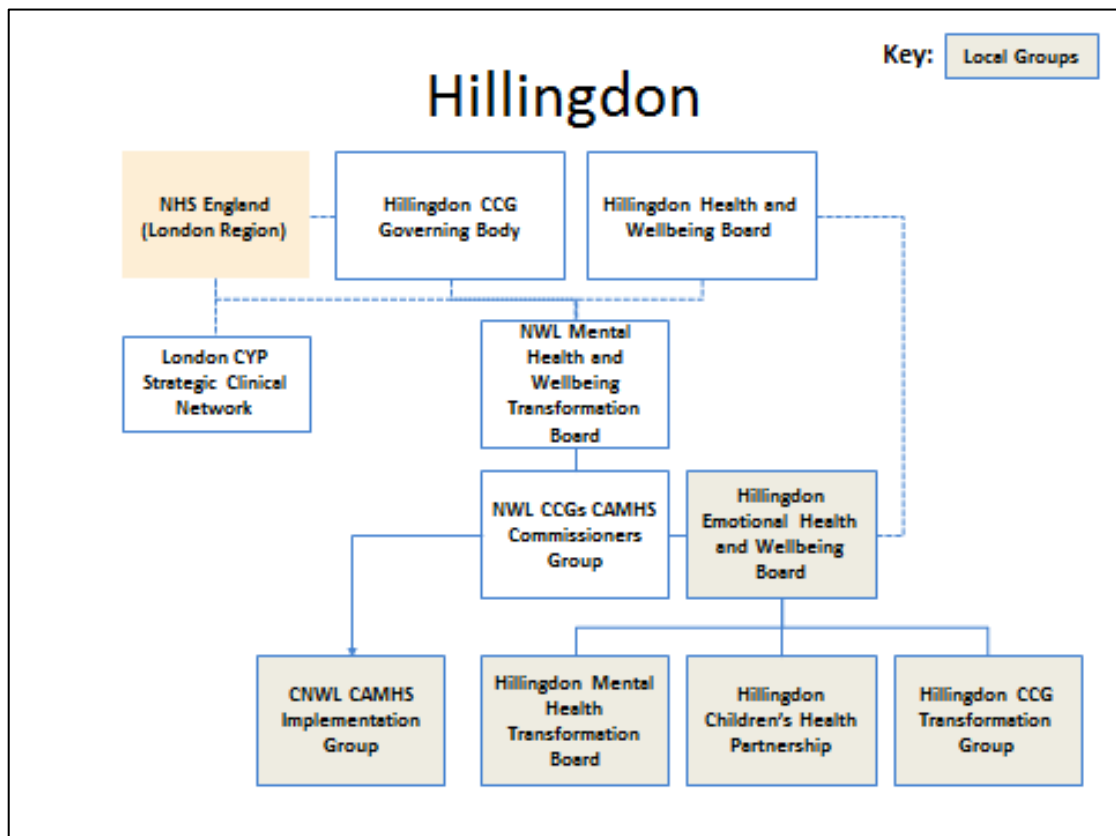 Key:
Local Groups
Hillingdon
NHS England
(London Region)
Hillingdon CCG
Governing Body
Hillingdon Health and
Wellbeing Board
London CYP
Strategic Clinical
Network
NWL Mental
Health and
Wellbeing
Transformation
Board
NWL CCGs CAMHS
Commissioners
Group
Hillingdon
Emotional Health
and Wellbeing
Board
CNWL CAMHS
Implementation
Group
Hillingdon Mental
Health
Transformation
Board
Hillingdon
Children's Health
Partnership
Hillingdon CCG
Transformation
Group